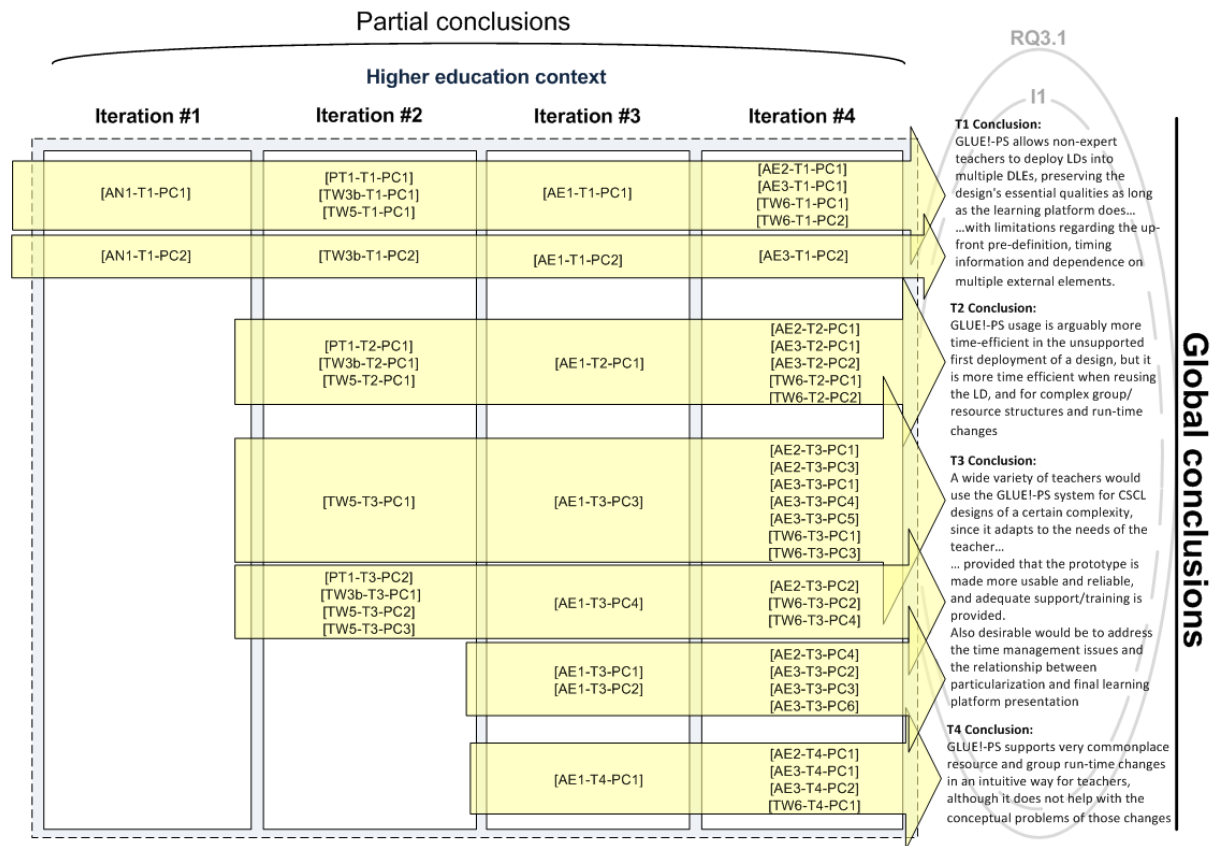 Partial conclusions
Higher education context
Iteration #1
Iteration #2
Iteration #3
Iteration #4
[AN1-T1-PC1]
[PT1-T1-PC1]
[TW3b-T1-PC1]
[TW5-T1-PC1]
[AE1-T1-PC1]
[AE2-T1-PC1]
[AE3-T1-PC1]
[TW6-T1-PC1]
[TW6-T1-PC2]
[AN1-T1-PC2]
[TW3b-T1-PC2]
[AE1-T1-PC2]
[AE3-T1-PC2]
[PT1-T2-PC1]
[TW3b-T2-PC1]
[TW5-T2-PC1]
[AE1-T2-PC1]
[AE2-T2-PC1]
[AE3-T2-PC1]
[AE3-T2-PC2]
[TW6-T2-PC1]
[TW6-T2-PC2]
[TW5-T3-PC1]
[AE1-T3-PC3]
[AE2-T3-PC1]
[AE2-T3-PC3]
[AE3-T3-PC1]
[AE3-T3-PC4]
[AE3-T3-PC5]
[TW6-T3-PC1]
[TW6-T3-PC3]
[PT1-T3-PC2]
[TW3b-T3-PC1]
[TW5-T3-PC2]
[TW5-T3-PC3]
[AE1-T3-PC4]
[AE2-T3-PC2]
[TW6-T3-PC2]
[TW6-T3-PC4]
[AE1-T3-PC1]
[AE1-T3-PC2]
[AE2-T3-PC4]
[AE3-T3-PC2]
[AE3-T3-PC3]
[AE3-T3-PC6]
[AE1-T4-PC1]
[AE2-T4-PC1]
[AE3-T4-PC1]
[AE3-T4-PC2]
[TW6-T4-PC1]
RQ3.1
I1
T1 Conclusion:
GLUE!-PS allows non-expert
teachers to deploy LDs into
multiple DLEs, preserving the
design's essential qualities as long
as the learning platform does…
…with limitations regarding the up-
front pre-definition, timing
information and dependence on
multiple external elements.
T2 Conclusion:
GLUE!-PS usage is arguably more
time-efficient in the unsupported
first deployment of a design, but it
is more time efficient when reusing
the LD, and for complex group/
resource structures and run-time
changes
T3 Conclusion:
A wide variety of teachers would
use the GLUE!-PS system for CSCL
designs of a certain complexity,
since it adapts to the needs of the
teacher…
… provided that the prototype is
made more usable and reliable,
and adequate support/training is
provided.
Also desirable would be to address
the time management issues and
the relationship between
particularization and final learning
platform presentation
T4 Conclusion:
GLUE!-PS supports very commonplace
resource and group run-time changes
in an intuitive way for teachers,
although it does not help with the
conceptual problems of those changes
Global conclusions